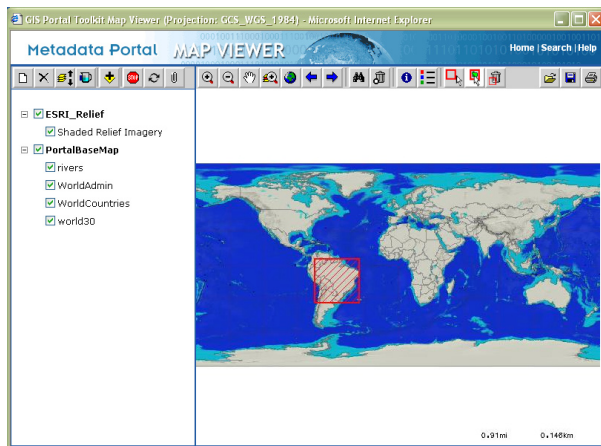 GIS Portal Toolkit Map Viewer (Projection: GCS_WGS_1984) - Microsoft Internet Explorer
Metadata Portal MAP VIEWER Home | Search | Help
STOP
ESRI_Relief
Shaded Relief Imagery
PortalBaseMap
rivers
WorldAdmin
WorldCountries
world30
0.91mi 0.146km